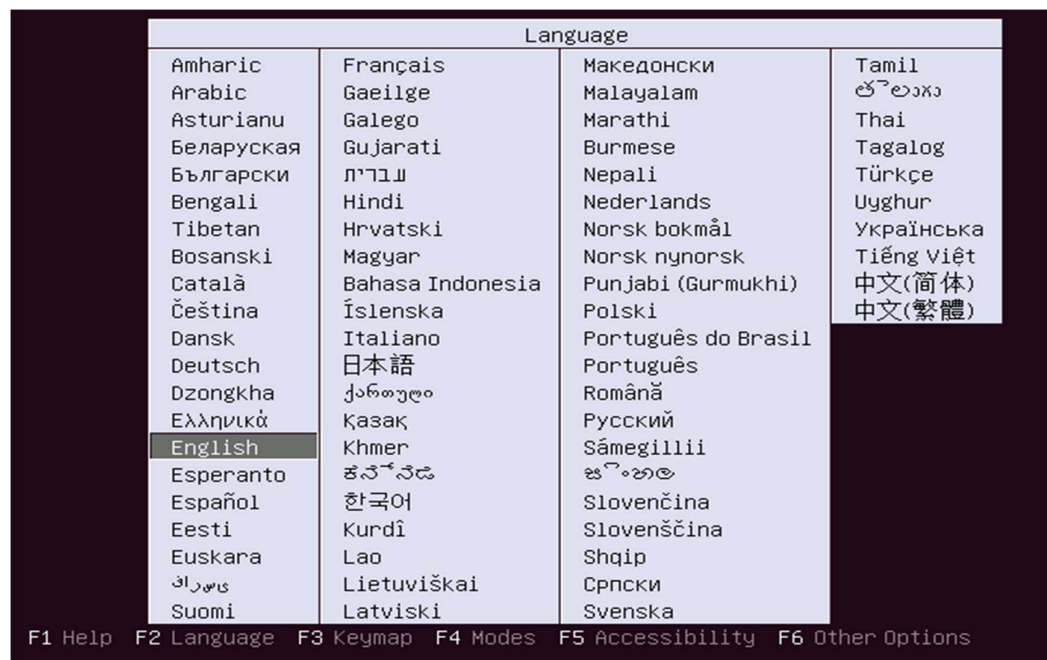 Language
Amharic
Arabic
Asturianu
Беларуская
Български
Bengali
Tibetan
Bosanski
Català
Čeština
Dansk
Deutsch
Dzongkha
Ελληνικά
English
Esperanto
Español
Eesti
Euskara
ﻰﺳﺭﺎﻓ
Suomi
Français
Gaeilge
Galego
Gujarati
עברית
Hindi
Hrvatski
Magyar
Bahasa Indonesia
Íslenska
Italiano
日本語
ქართული
Қазақ
Khmer
ಕನ್ನಡ
한국어
Kurdî
Lao
Lietuviškai
Latviski
Македонски
Malayalam
Marathi
Burmese
Nepali
Nederlands
Norsk bokmål
Norsk nynorsk
Punjabi (Gurmukhi)
Polski
Português do Brasil
Português
Română
Русский
Sámegillii
සිංහල
Slovenčina
Slovenščina
Shqip
Српски
Svenska
Tamil
తెలుగు
Thai
Tagalog
Türkçe
Uyghur
Українська
Tiếng Việt
中文(简体)
中文(繁體)
F1 Help F2 Language F3 Keymap F4 Modes F5 Accessibility F6 Other Options